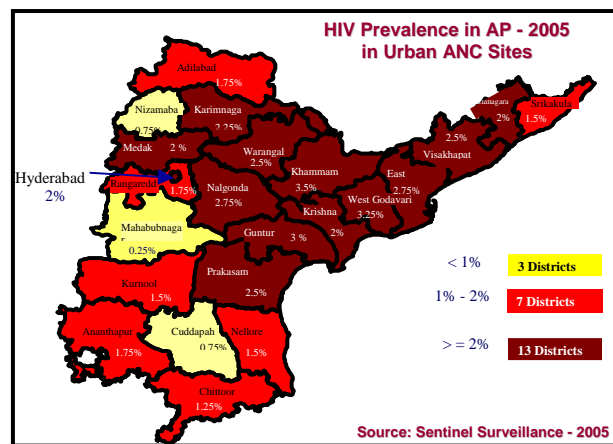 HIV Prevalence in AP - 2005
in Urban ANC Sites
Adilabad
1.75%
Nizamaba
0.75%
Karimnaga
2.25%
Srikakula
1.5%
2%
Medak 2 %
Warangal
2.5%
2.5%
Visakhapat
Hyderabad
2%
Rangaredd
1.75%
Khammam
3.5%
East
2.75%
Nalgonda
2.75%
West Godavari
3.25%
Krishna
2%
Mahabubnaga
0.25%
Guntur
3 %
Prakasam
2.5%
Kurnool
1.5%
Ananthapur
1.75%
Cuddapah
0.75%
Nellore
1.5%
Chittoor
1.25%
< 1% 3 Districts
1% - 2% 7 Districts
> = 2% 13 Districts
Source: Sentinel Surveillance - 2005